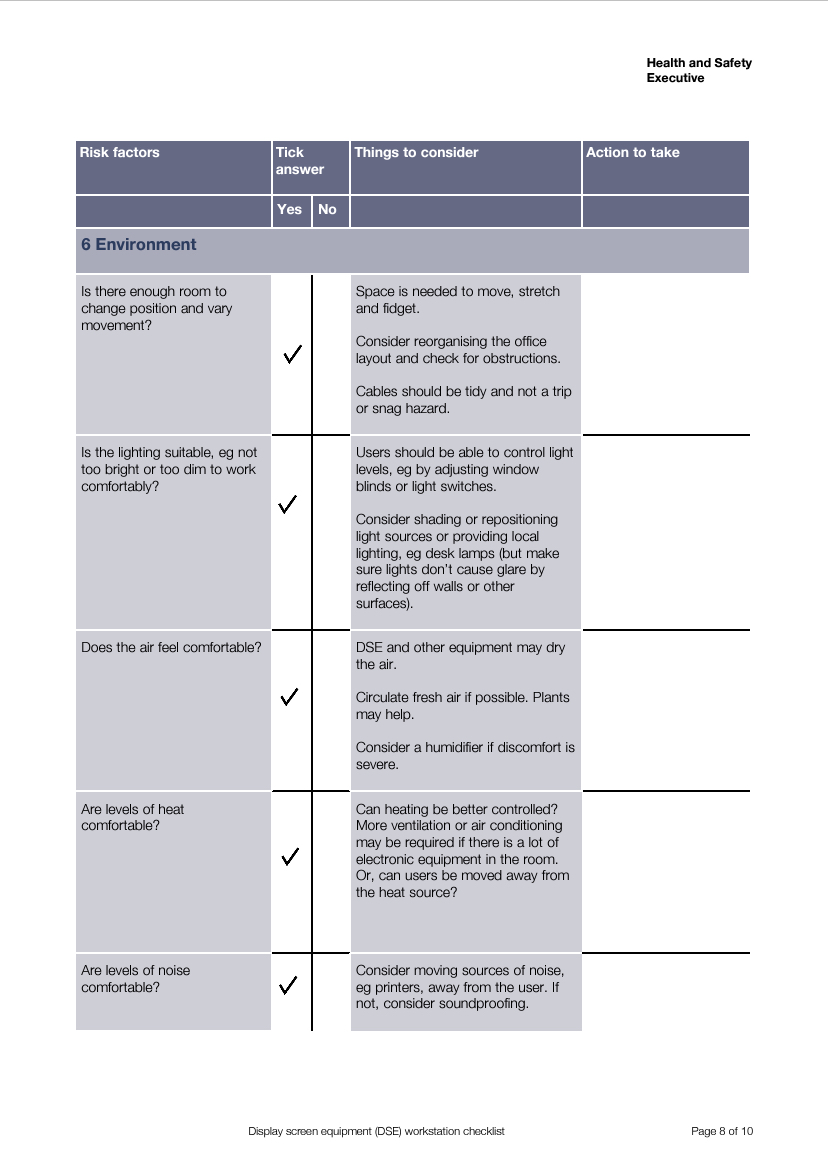 Health and Safety
Executive
Risk factors
Tick
answer
Things to consider
Action to take
Yes
No
6 Environment
Is there enough room to
change position and vary
movement?
✓
Space is needed to move, stretch
and fidget.
Consider reorganising the office
layout and check for obstructions.
Cables should be tidy and not a trip
or snag hazard.
Is the lighting suitable, eg not
too bright or too dim to work
comfortably?
✓
Users should be able to control light
levels, eg by adjusting window
blinds or light switches.
Consider shading or repositioning
light sources or providing local
lighting, eg desk lamps (but make
sure lights don’t cause glare by
reflecting off walls or other
surfaces).
Does the air feel comfortable?
✓
DSE and other equipment may dry
the air.
Circulate fresh air if possible. Plants
may help.
Consider a humidifier if discomfort is
severe.
Are levels of heat
comfortable?
✓
Can heating be better controlled?
More ventilation or air conditioning
may be required if there is a lot of
electronic equipment in the room.
Or, can users be moved away from
the heat source?
Are levels of noise
comfortable?
✓
Consider moving sources of noise,
eg printers, away from the user. If
not, consider soundproofing.
Display screen equipment (DSE) workstation checklist
Page 8 of 10